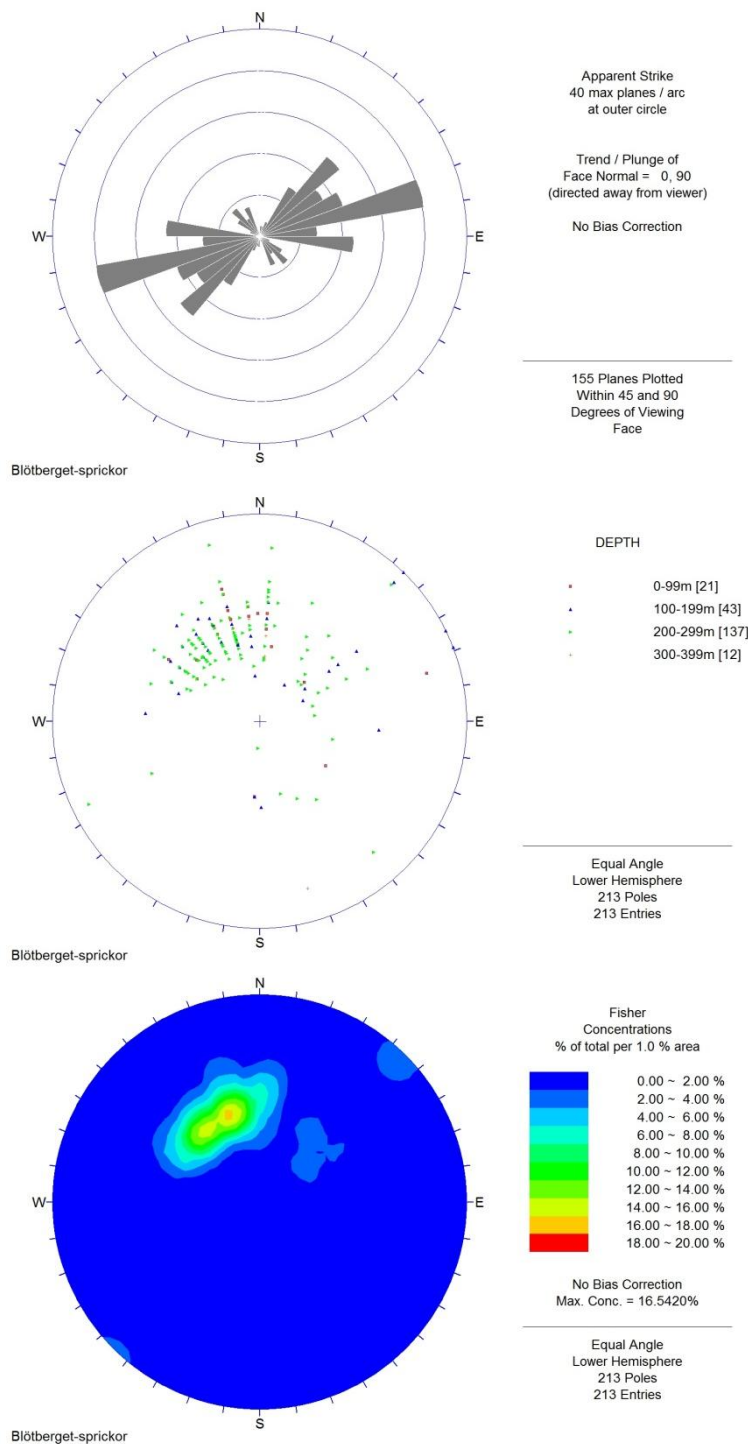 N
Apparent Strike
40 max planes / arc
at outer circle
Trend / Plunge of
Face Normal = 0, 90
(directed away from viewer)
No Bias Correction
W
E
155 Planes Plotted
Within 45 and 90
Degrees of Viewing
Face
S
Blötberget-sprickor
N
DEPTH
0-99m [21]
100-199m [43]
200-299m [137]
300-399m [12]
W
E
Equal Angle
Lower Hemisphere
213 Poles
213 Entries
S
Blötberget-sprickor
N
Fisher
Concentrations
% of total per 1.0 % area
0.00 ~ 2.00 %
2.00 ~ 4.00 %
4.00 ~ 6.00 %
6.00 ~ 8.00 %
8.00 ~ 10.00 %
10.00 ~ 12.00 %
12.00 ~ 14.00 %
14.00 ~ 16.00 %
16.00 ~ 18.00 %
18.00 ~ 20.00 %
W
E
No Bias Correction
Max. Conc. = 16.5420%
Equal Angle
Lower Hemisphere
213 Poles
213 Entries
S
Blötberget-sprickor